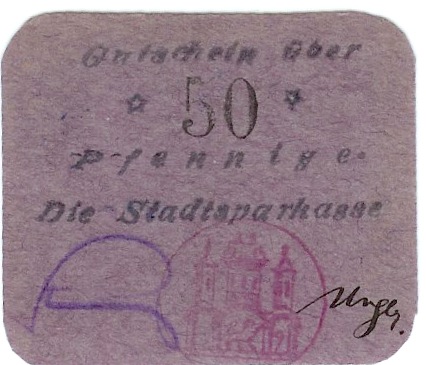 Gutschein über
☆ 50 ☆
Pfennige.
Die Stadtsparkasse